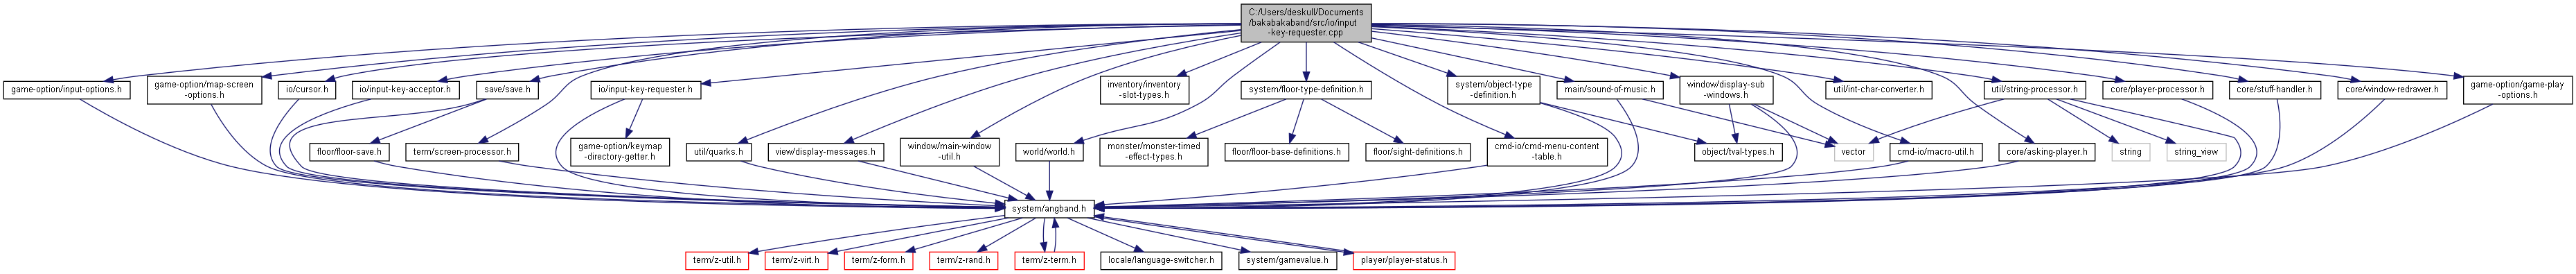 C:/Users/deskull/Documents
/bakabakaband/src/io/input
-key-requester.cpp
game-option/input-options.h
game-option/map-screen
-options.h
io/cursor.h
io/input-key-acceptor.h
save/save.h
io/input-key-requester.h
inventory/inventory
-slot-types.h
system/floor-type-definition.h
system/object-type
-definition.h
main/sound-of-music.h
window/display-sub
-windows.h
util/int-char-converter.h
util/string-processor.h
core/player-processor.h
core/stuff-handler.h
core/window-redrawer.h
game-option/game-play
-options.h
floor/floor-save.h
term/screen-processor.h
game-option/keymap
-directory-getter.h
util/quarks.h
view/display-messages.h
window/main-window
-util.h
world/world.h
monster/monster-timed
-effect-types.h
floor/floor-base-definitions.h
floor/sight-definitions.h
cmd-io/cmd-menu-content
-table.h
object/tval-types.h
vector
cmd-io/macro-util.h
core/asking-player.h
string
string_view
system/angband.h
term/z-util.h
term/z-virt.h
term/z-form.h
term/z-rand.h
term/z-term.h
locale/language-switcher.h
system/gamevalue.h
player/player-status.h